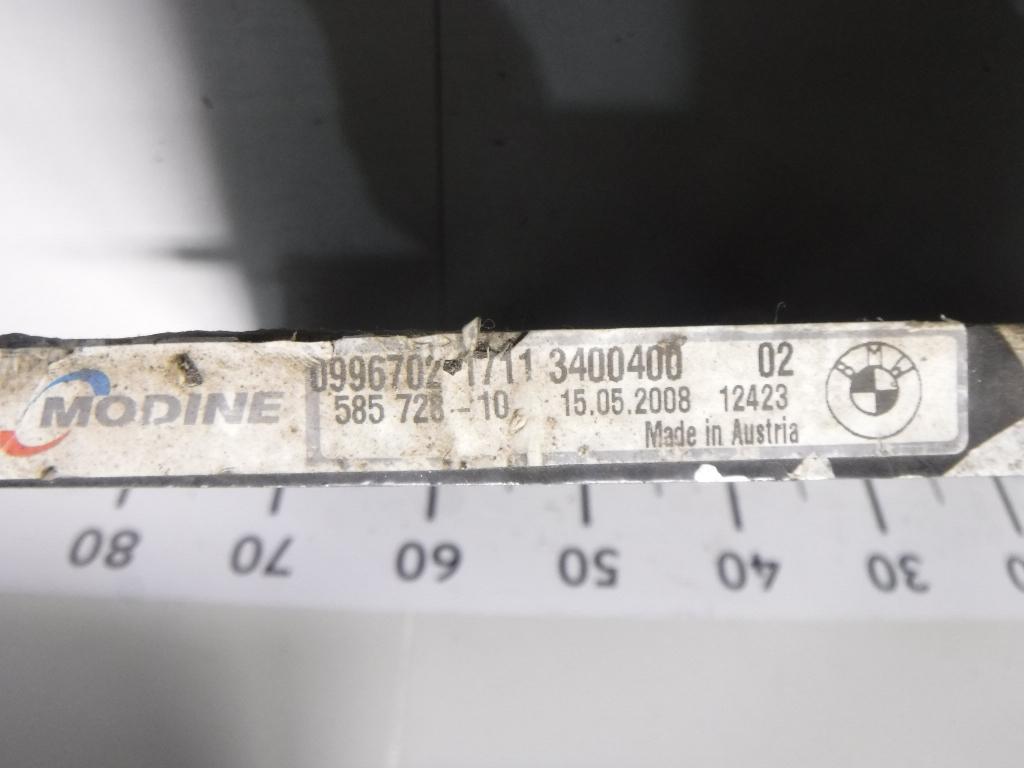 MODINE
0996702-1711 3400400 02
585 728-10 15.05.2008 12423
Made in Austria
BMW
80 70 60 50 40 30